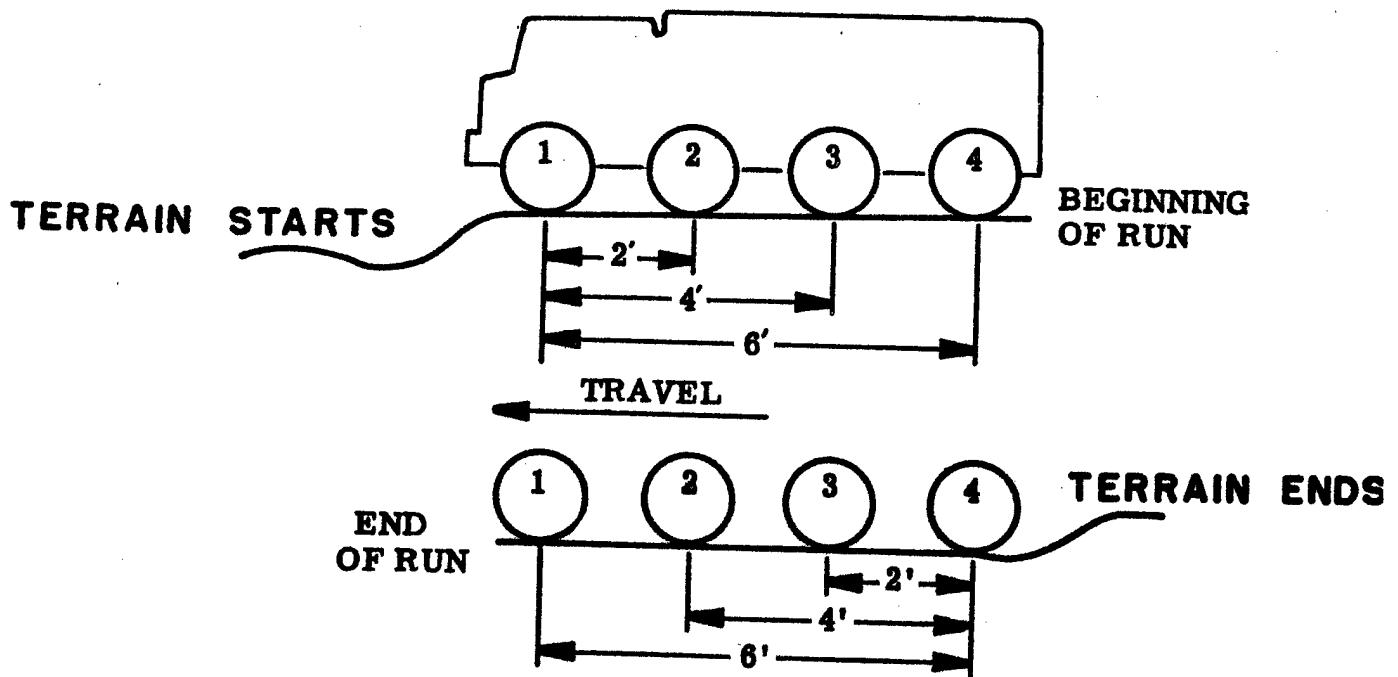 1 2 3 4
TERRAIN STARTS
BEGINNING
OF RUN
2'
4'
6'
TRAVEL
1 2 3 4
TERRAIN ENDS
END
OF RUN
2'
4'
6'